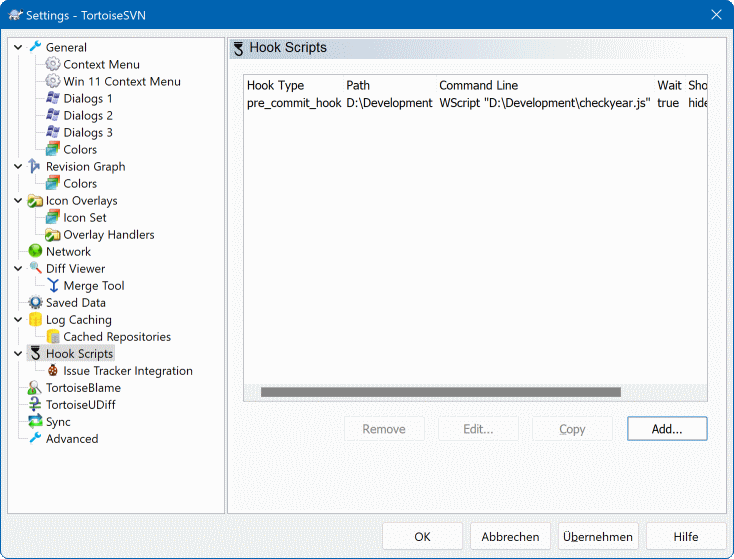 Settings - TortoiseSVN
General
Context Menu
Win 11 Context Menu
Dialogs 1
Dialogs 2
Dialogs 3
Colors
Revision Graph
Colors
Icon Overlays
Icon Set
Overlay Handlers
Network
Diff Viewer
Merge Tool
Saved Data
Log Caching
Cached Repositories
Hook Scripts
Issue Tracker Integration
TortoiseBlame
TortoiseUDiff
Sync
Advanced
Hook Scripts
Hook Type Path Command Line Wait Sho
pre_commit_hook D:\Development WScript "D:\Development\checkyear.js" true hide
Remove Edit... Copy Add...
OK Abbrechen Übernehmen Hilfe